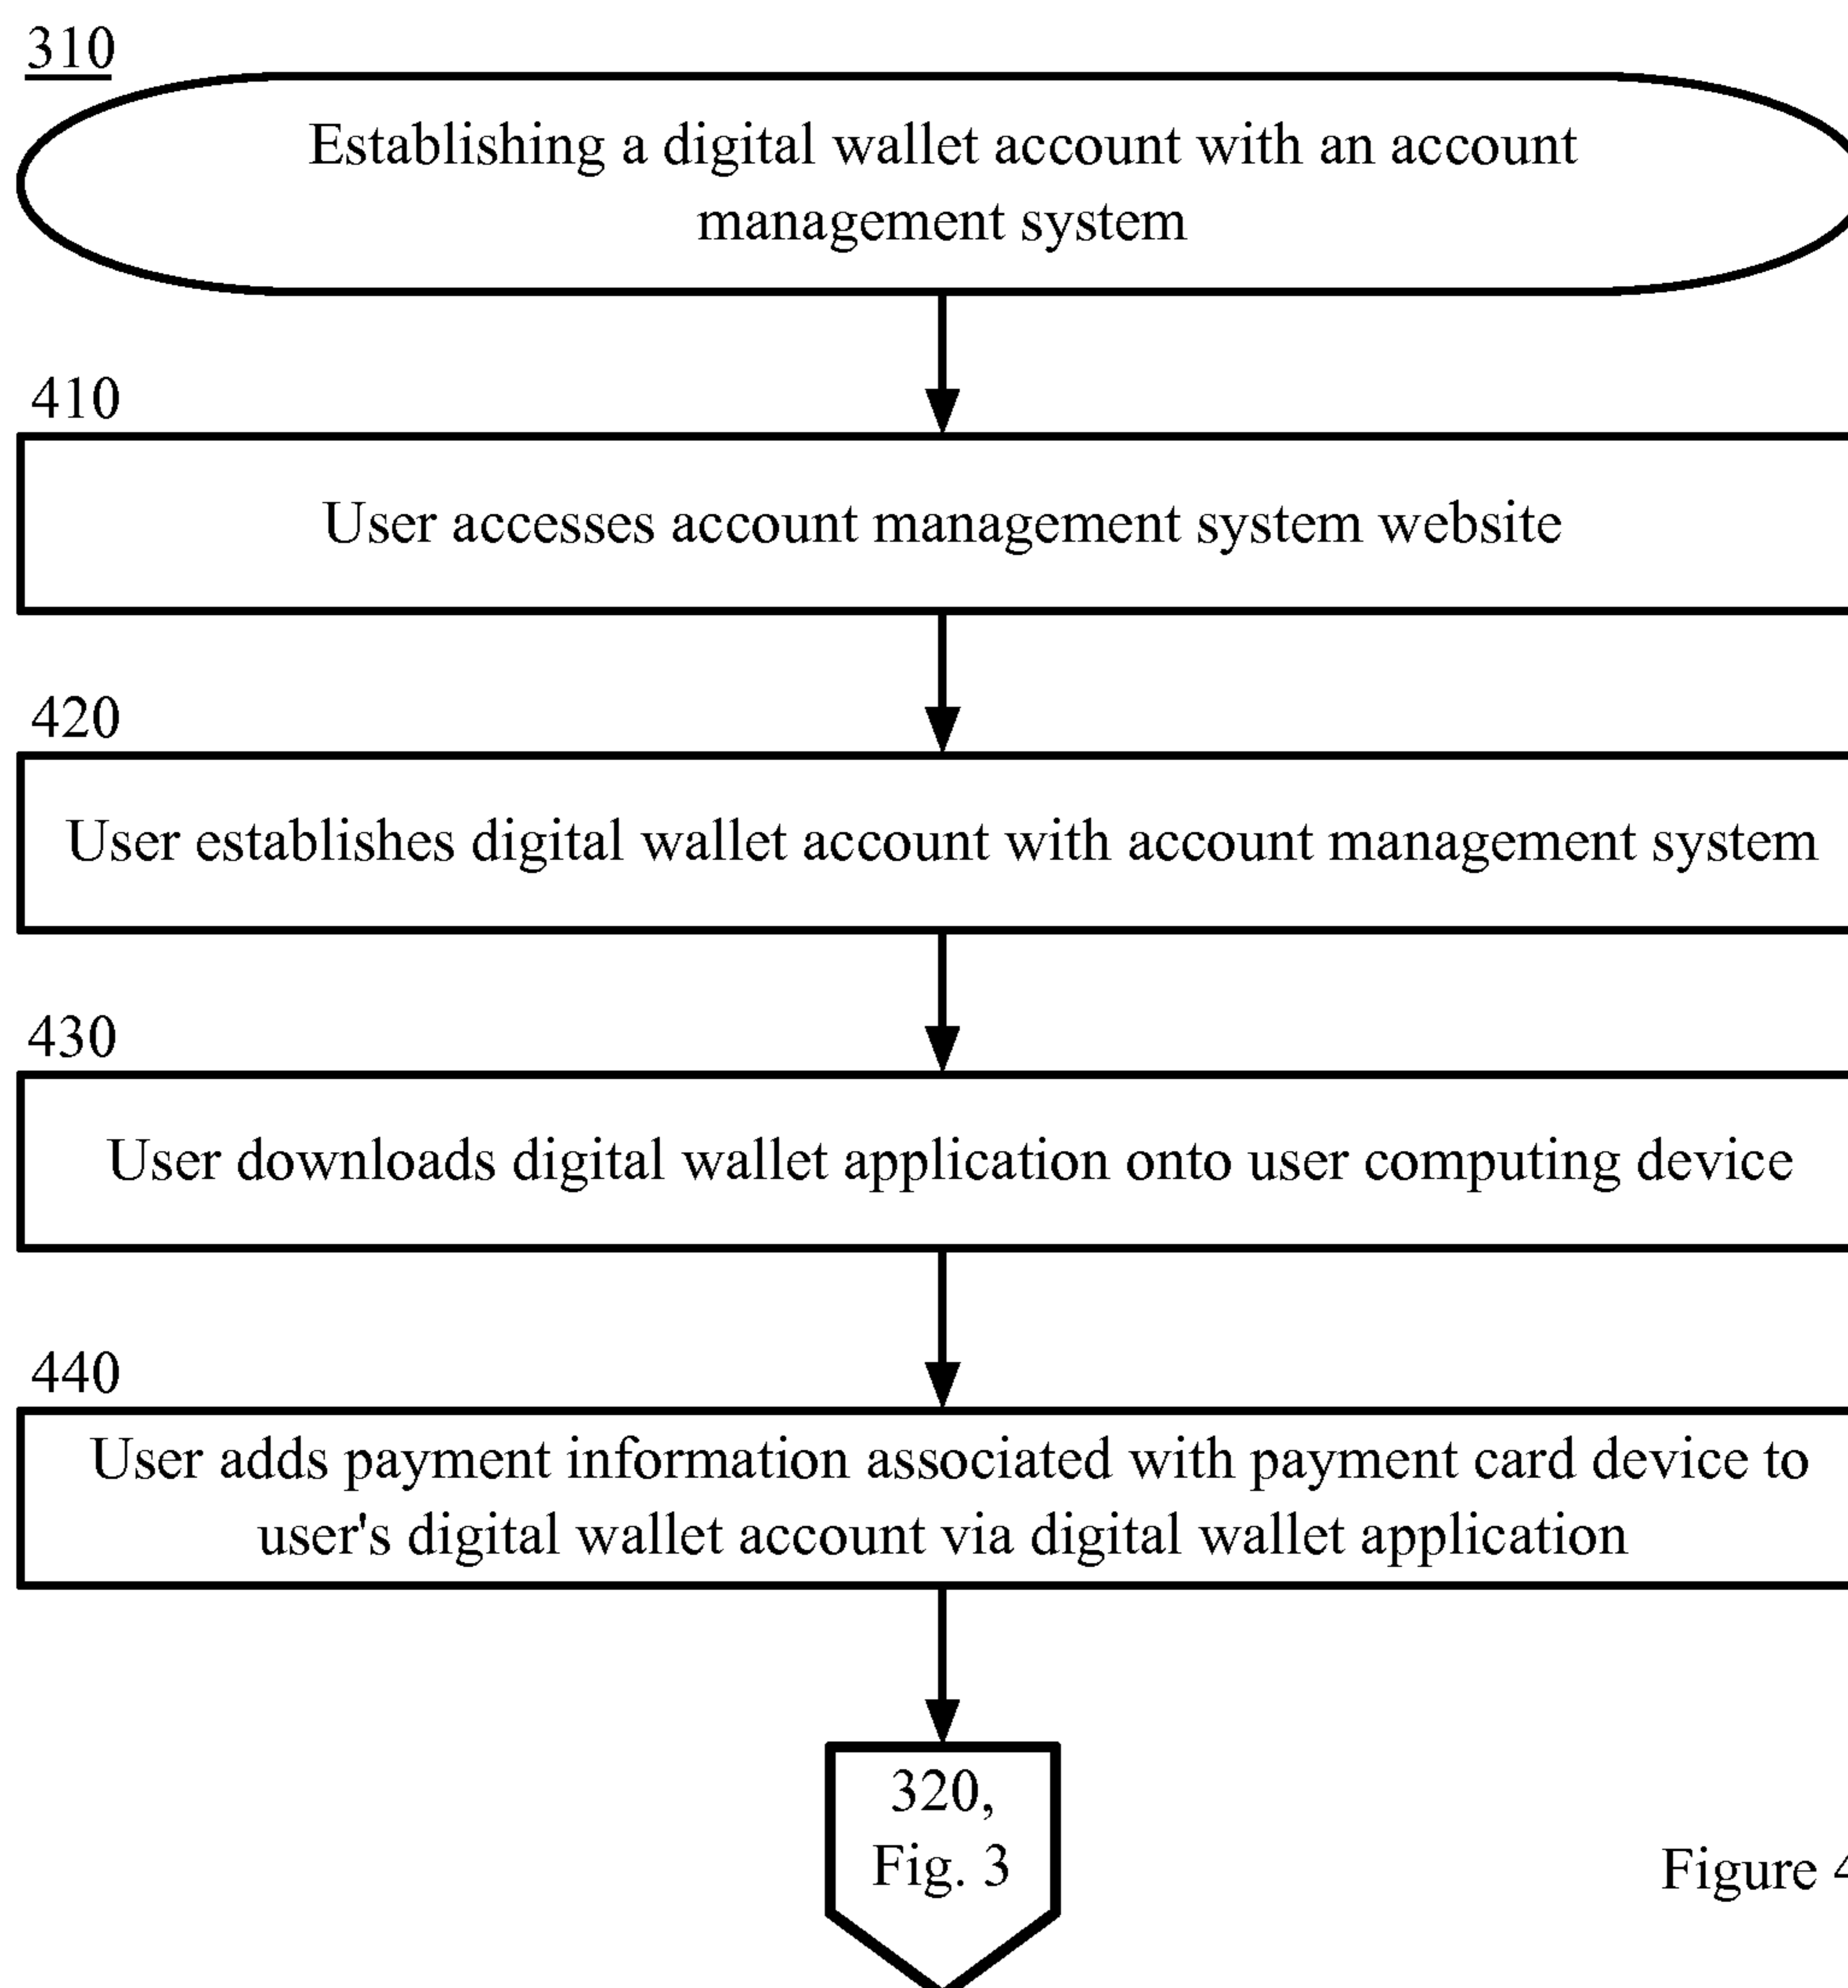 310
Establishing a digital wallet account with an account
management system
410
User accesses account management system website
420
User establishes digital wallet account with account management system
430
User downloads digital wallet application onto user computing device
440
User adds payment information associated with payment card device to
user's digital wallet account via digital wallet application
320,
Fig. 3
Figure 4